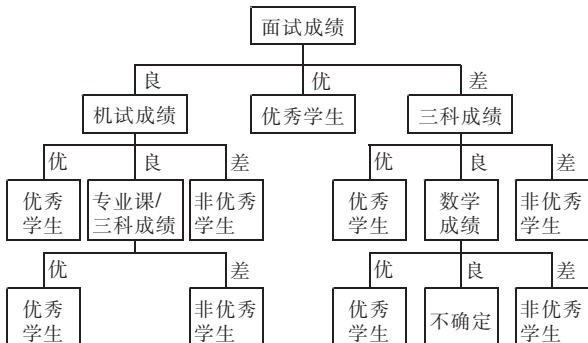 面试成绩
良 优 差
机试成绩 优秀学生 三科成绩
优 良 差 优 良 差
优秀 专业课/ 非优秀 优秀 数学 非优秀
学生 三科成绩 学生 学生 成绩 学生
优 差 优 良 差
优秀 非优秀 优秀 不确定 非优秀
学生 学生 学生 学生